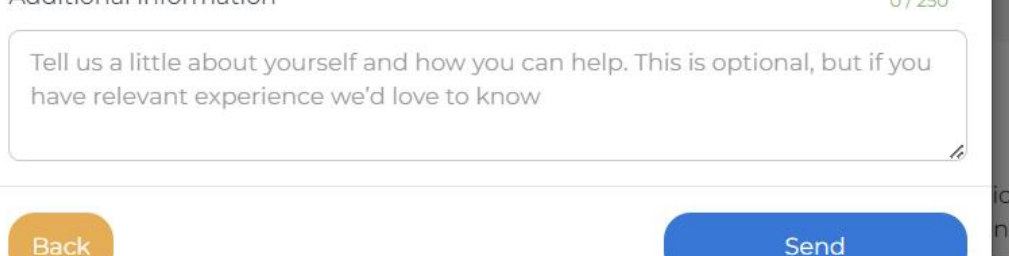 Additional Information
0 / 250
Tell us a little about yourself and how you can help. This is optional, but if you
have relevant experience we'd love to know
Back
Send